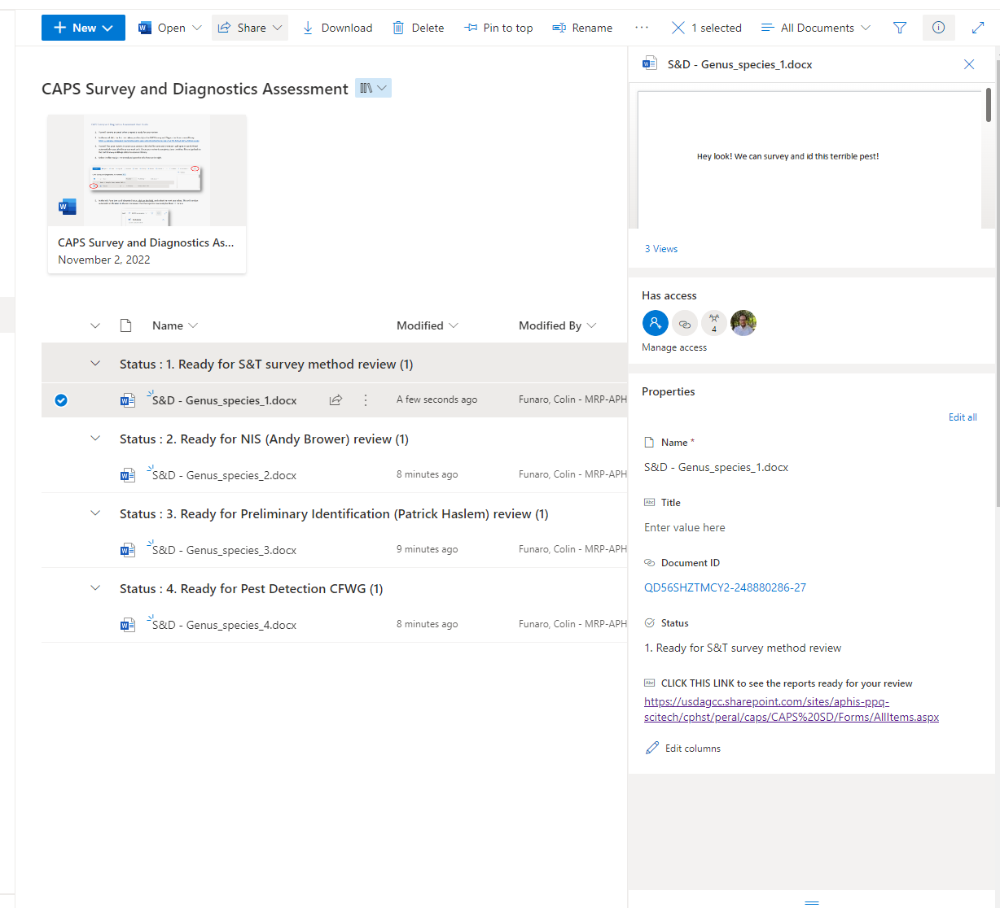 New
Open
Share
Download
Delete
Pin to top
Rename
···
1 selected
All Documents
CAPS Survey and Diagnostics Assessment
CAPS Survey and Diagnostics As...
November 2, 2022
Name
Modified
Modified By
Status : 1. Ready for S&T survey method review (1)
S&D - Genus_species_1.docx
A few seconds ago
Funaro, Colin - MRP-APH
Status : 2. Ready for NIS (Andy Brower) review (1)
S&D - Genus_species_2.docx
8 minutes ago
Funaro, Colin - MRP-APH
Status : 3. Ready for Preliminary Identification (Patrick Haslem) review (1)
S&D - Genus_species_3.docx
9 minutes ago
Funaro, Colin - MRP-APH
Status : 4. Ready for Pest Detection CFWG (1)
S&D - Genus_species_4.docx
8 minutes ago
Funaro, Colin - MRP-APH
S&D - Genus_species_1.docx
Hey look! We can survey and id this terrible pest!
3 Views
Has access
4
Manage access
Properties
Edit all
Name *
S&D - Genus_species_1.docx
Title
Enter value here
Document ID
QD56SHZTMCY2-248880286-27
Status
1. Ready for S&T survey method review
CLICK THIS LINK to see the reports ready for your review
https://usdagcc.sharepoint.com/sites/aphis-ppq-
scitech/cphst/peral/caps/CAPS%20SD/Forms/AllItems.aspx
Edit columns